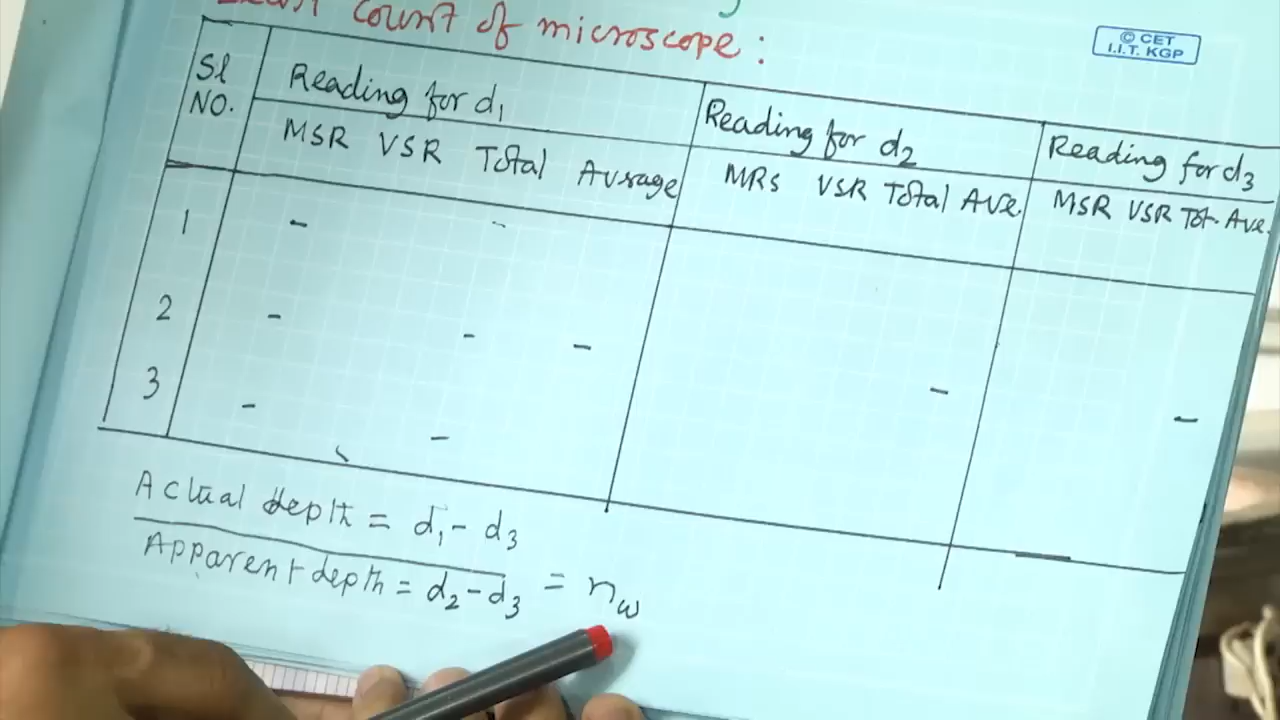 Least count of microscope :
© CET
I.I.T. KGP
Sl NO. Reading for d₁ Reading for d₂ Reading for d₃
MSR VSR Total Average MRS VSR Total Ave. MSR VSR Tot. Ave.
1 - -
2 - - - -
3 - - -
Actual depth = d₁ - d₃
Apparent depth = d₂ - d₃ = nw